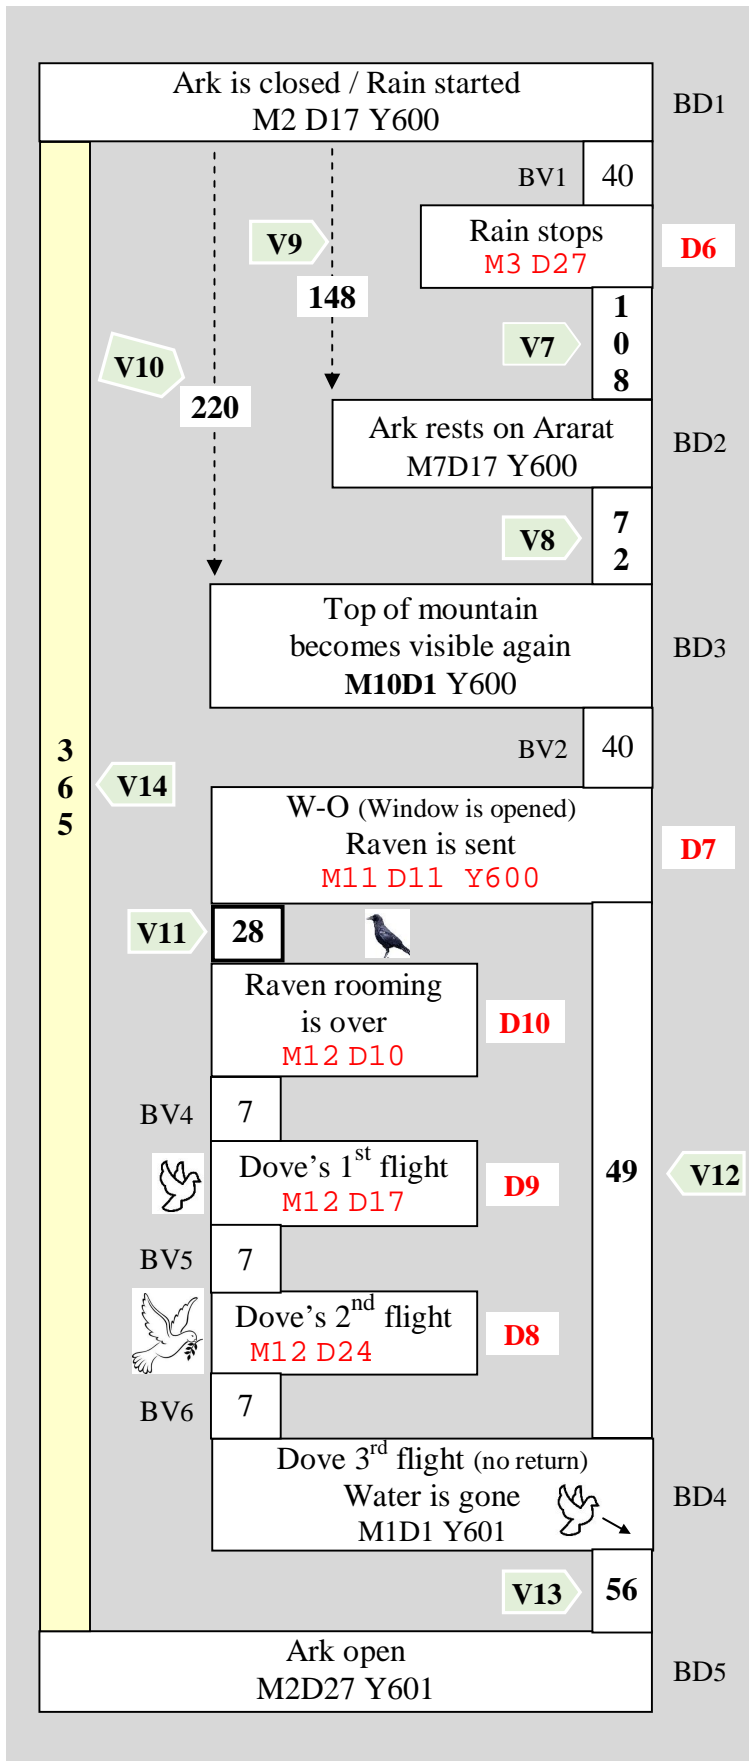 Ark is closed / Rain started
M2 D17 Y600
BD1
BV1
40
Rain stops
M3 D27
D6
V9
148
V10
220
V7
1
0
8
Ark rests on Ararat
M7D17 Y600
BD2
V8
7
2
Top of mountain
becomes visible again
M10D1 Y600
BD3
BV2
40
3
6
5
V14
W-O (Window is opened)
Raven is sent
M11 D11 Y600
D7
V11
28
Raven rooming
is over
M12 D10
D10
BV4
7
Dove's 1st flight
M12 D17
D9
49
V12
BV5
7
Dove's 2nd flight
M12 D24
D8
BV6
7
Dove 3rd flight (no return)
Water is gone
M1D1 Y601
BD4
V13
56
Ark open
M2D27 Y601
BD5